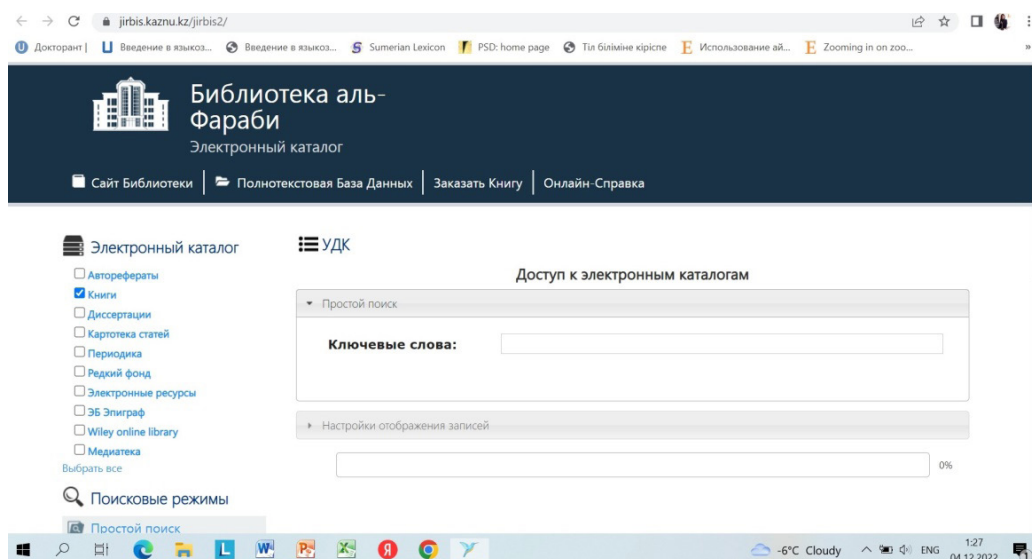 jirbis.kaznu.kz/jirbis2/
Докторант | Введение в языкоз... Введение в языкоз... Sumerian Lexicon PSD: home page Тіл біліміне кіріспе Использование ай... Zooming in on zoo... »
Библиотека аль-
Фараби
Электронный каталог
Сайт Библиотеки Полнотекстовая База Данных Заказать Книгу Онлайн-Справка
Электронный каталог
Авторефераты
Книги
Диссертации
Картотека статей
Периодика
Редкий фонд
Электронные ресурсы
ЭБ Эпиграф
Wiley online library
Медиатека
Выбрать все
Поисковые режимы
Простой поиск
УДК
Доступ к электронным каталогам
Простой поиск
Ключевые слова:
Настройки отображения записей
0%
-6°C Cloudy ENG 1:27
04.12.2022